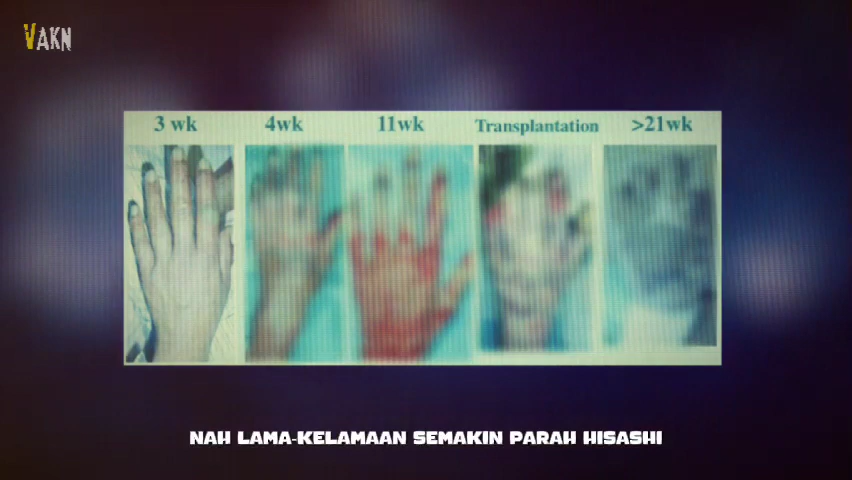 VAKN
3 wk 4wk 11wk Transplantation >21wk
NAH LAMA-KELAMAAN SEMAKIN PARAH HISASHI